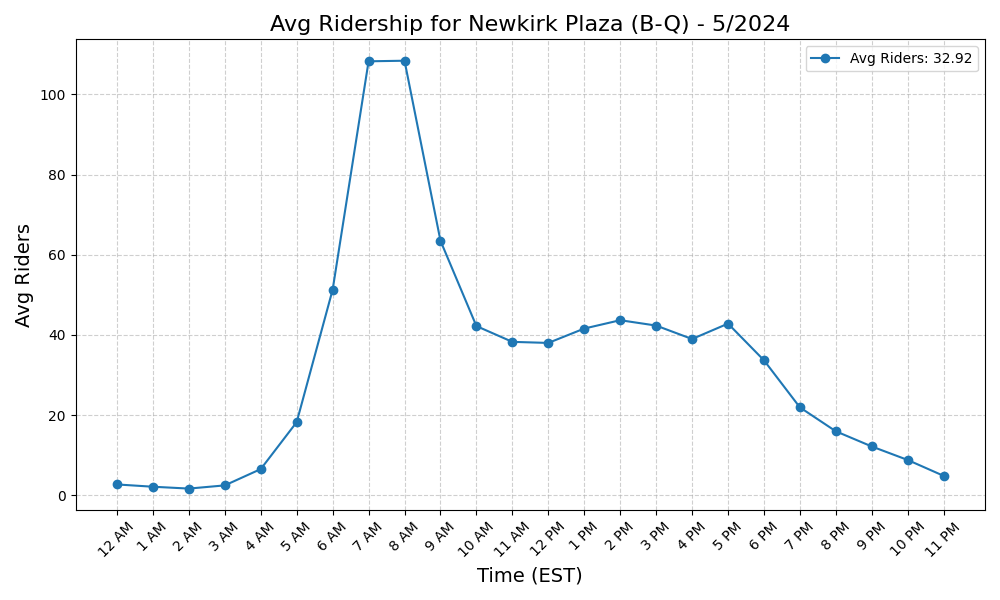 Avg Ridership for Newkirk Plaza (B-Q) - 5/2024
Avg Riders: 32.92
Avg Riders
100
80
60
40
20
0
12 AM
1 AM
2 AM
3 AM
4 AM
5 AM
6 AM
7 AM
8 AM
9 AM
10 AM
11 AM
12 PM
1 PM
2 PM
3 PM
4 PM
5 PM
6 PM
7 PM
8 PM
9 PM
10 PM
11 PM
Time (EST)